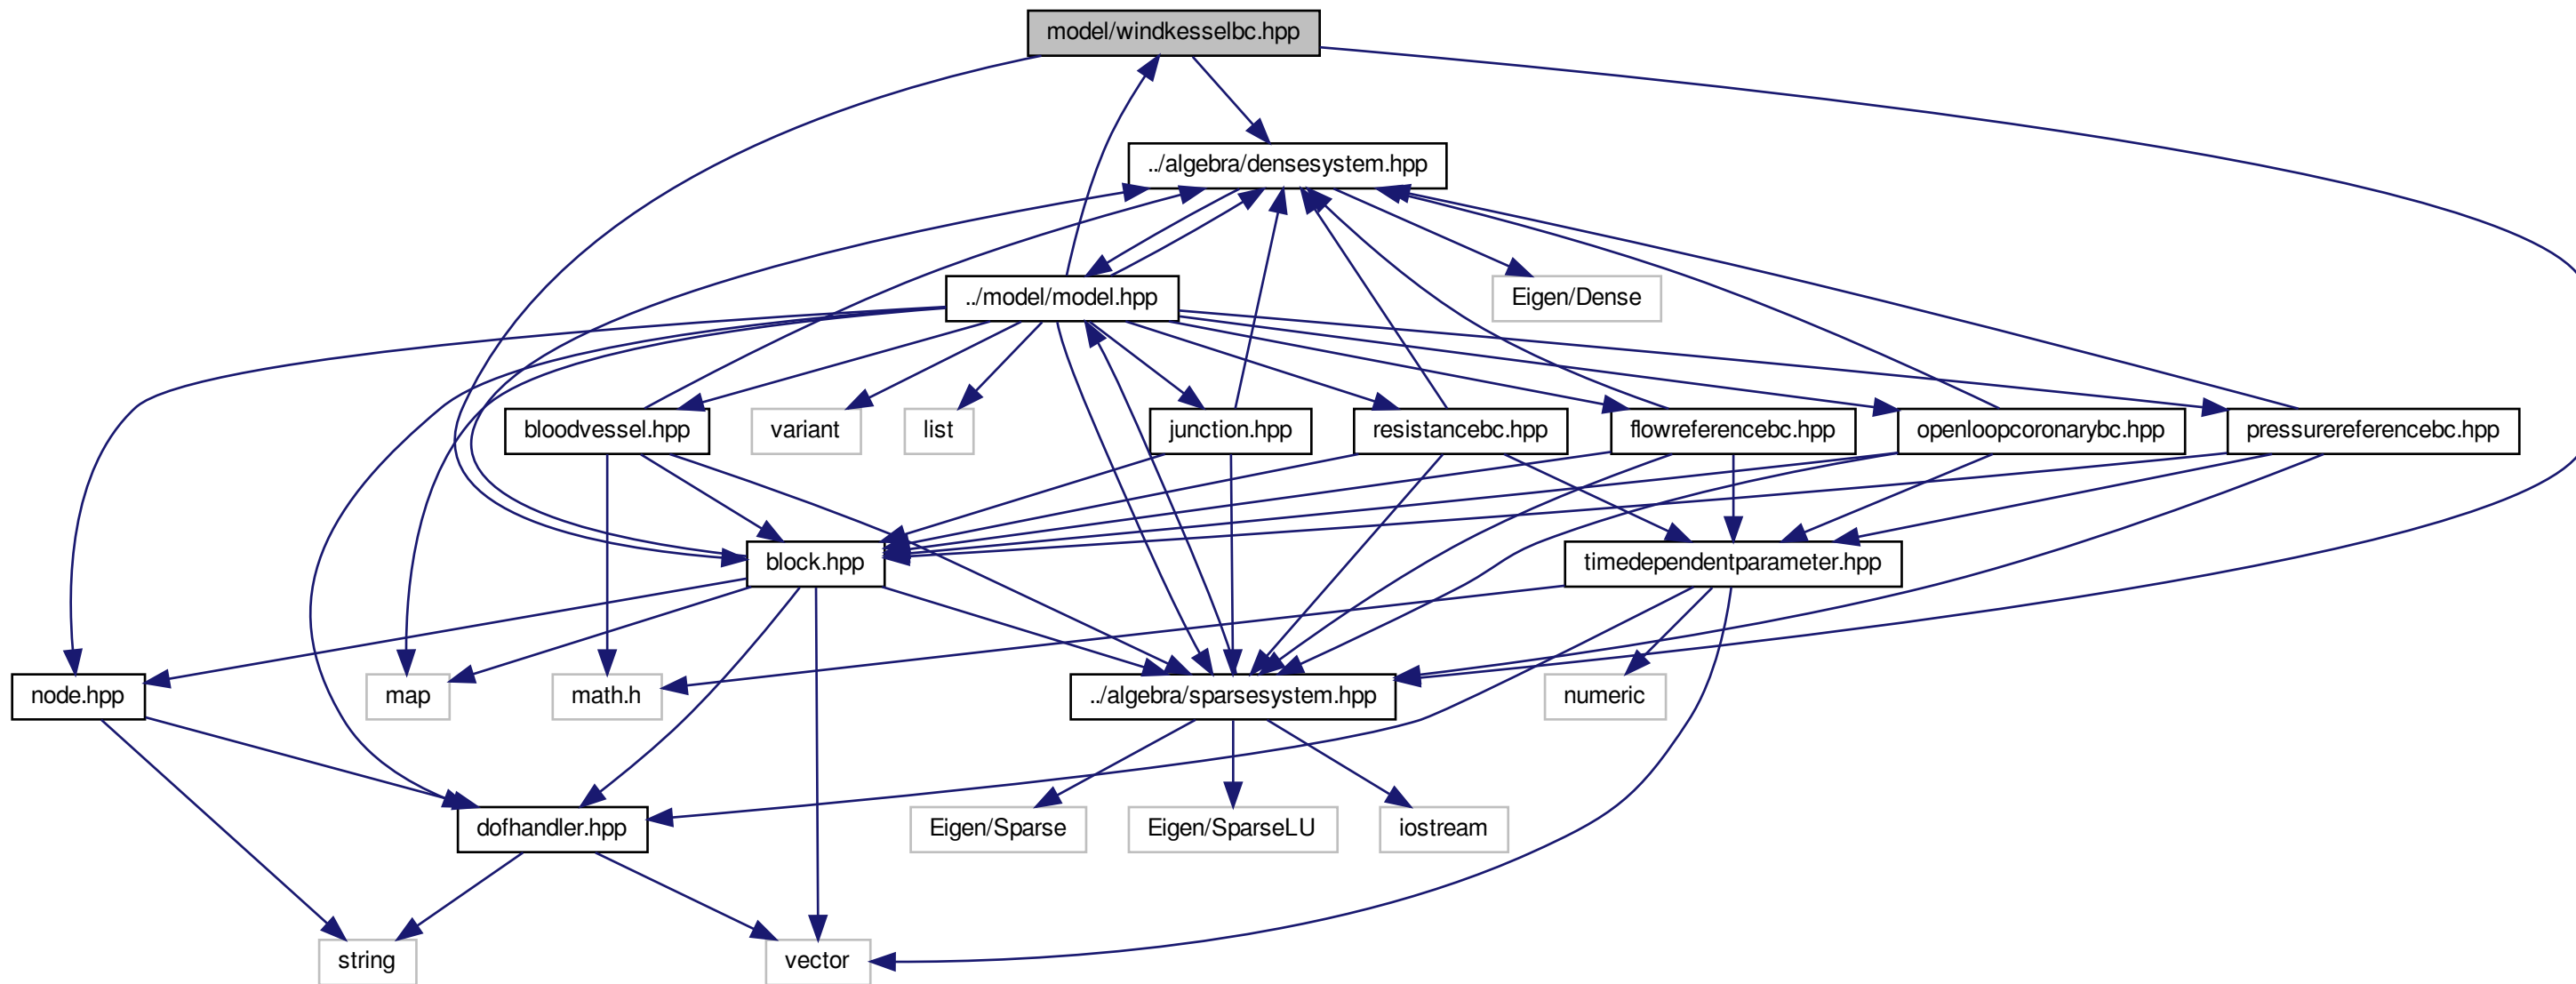 model/windkesselbc.hpp
../algebra/densesystem.hpp
../model/model.hpp
Eigen/Dense
bloodvessel.hpp
variant
list
junction.hpp
resistancebc.hpp
flowreferencebc.hpp
openloopcoronarybc.hpp
pressurereferencebc.hpp
block.hpp
timedependentparameter.hpp
node.hpp
map
math.h
../algebra/sparsesystem.hpp
numeric
dofhandler.hpp
Eigen/Sparse
Eigen/SparseLU
iostream
string
vector